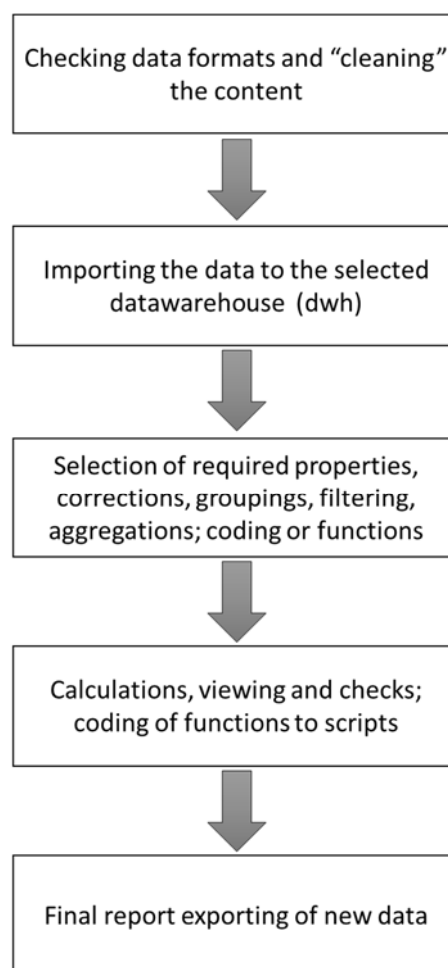 Checking data formats and “cleaning”
the content
Importing the data to the selected
datawarehouse (dwh)
Selection of required properties,
corrections, groupings, filtering,
aggregations; coding or functions
Calculations, viewing and checks;
coding of functions to scripts
Final report exporting of new data